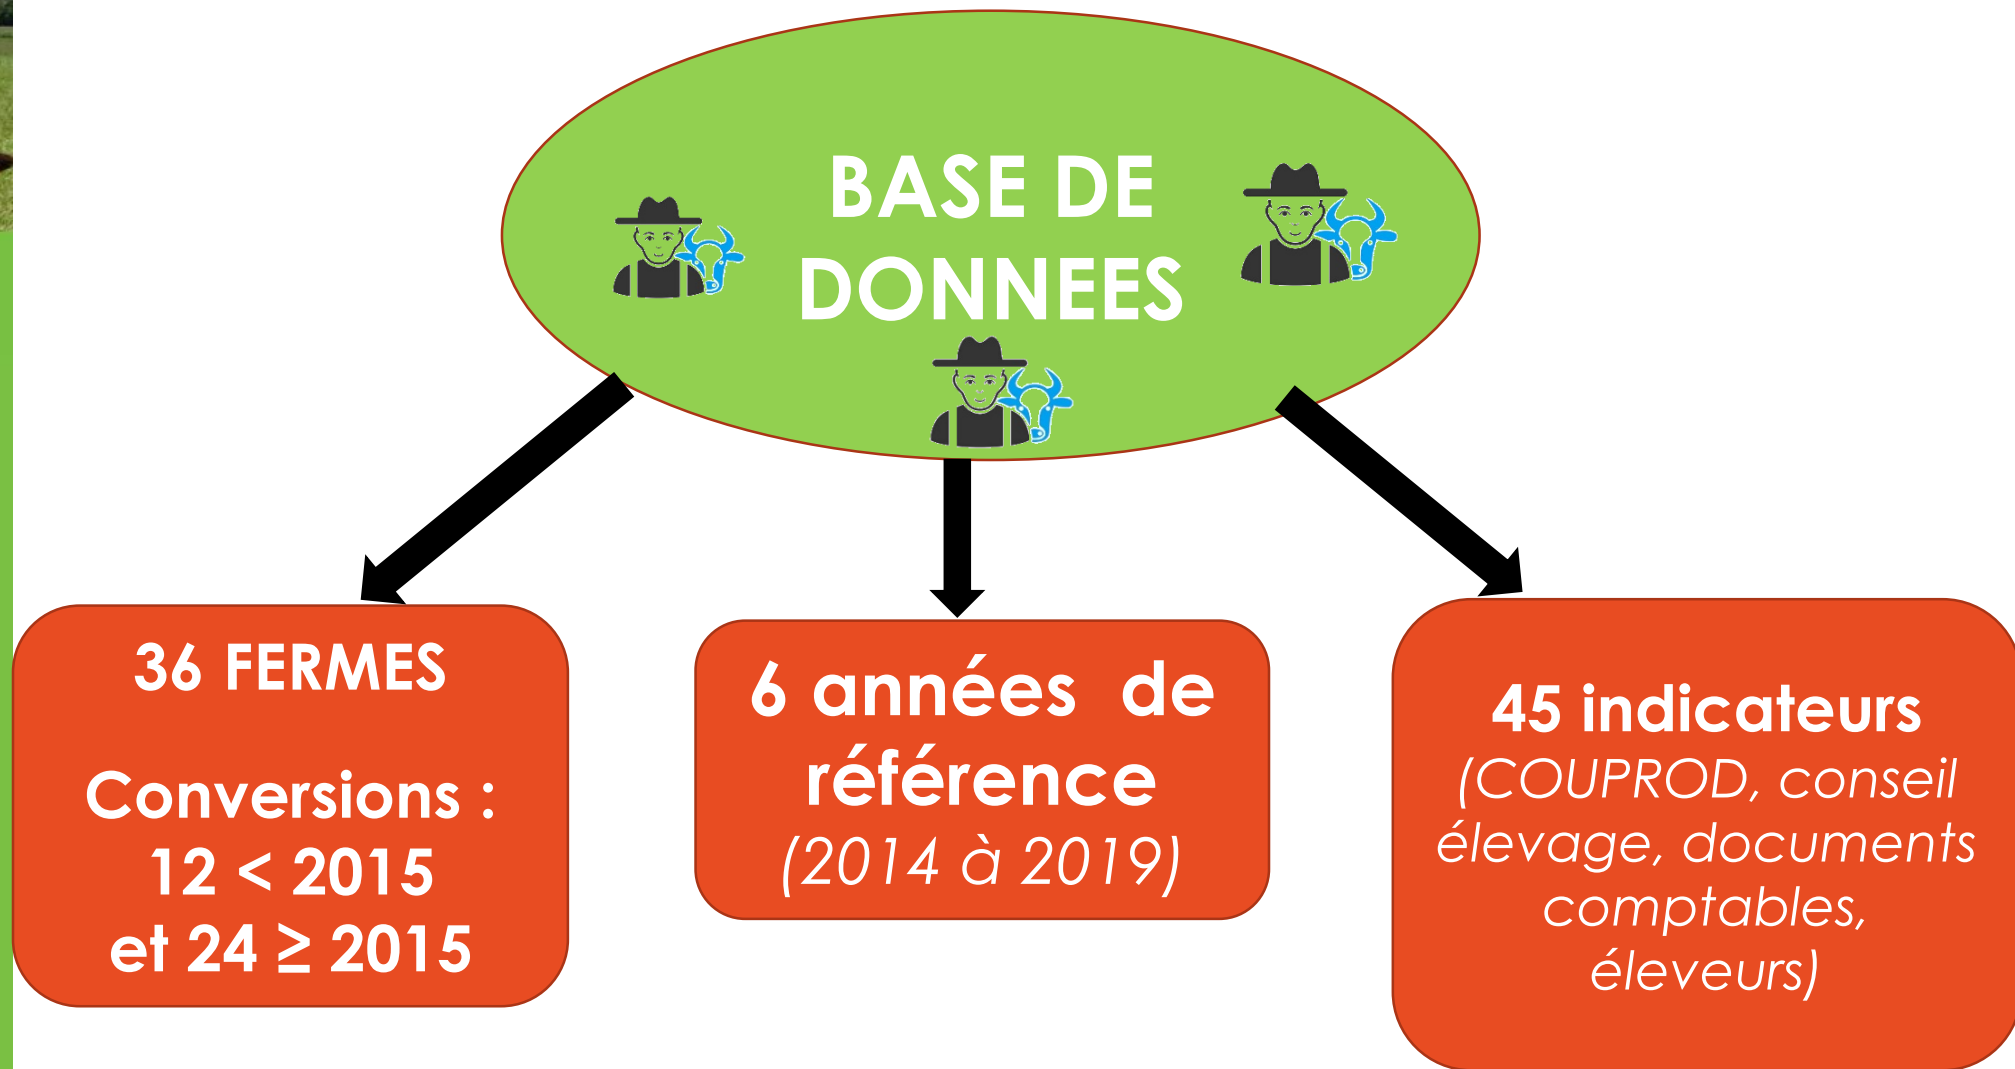 BASE DE
DONNEES
36 FERMES
Conversions :
12 < 2015
et 24 ≥ 2015
6 années de
référence
(2014 à 2019)
45 indicateurs
(COUPROD, conseil
élevage, documents
comptables,
éleveurs)